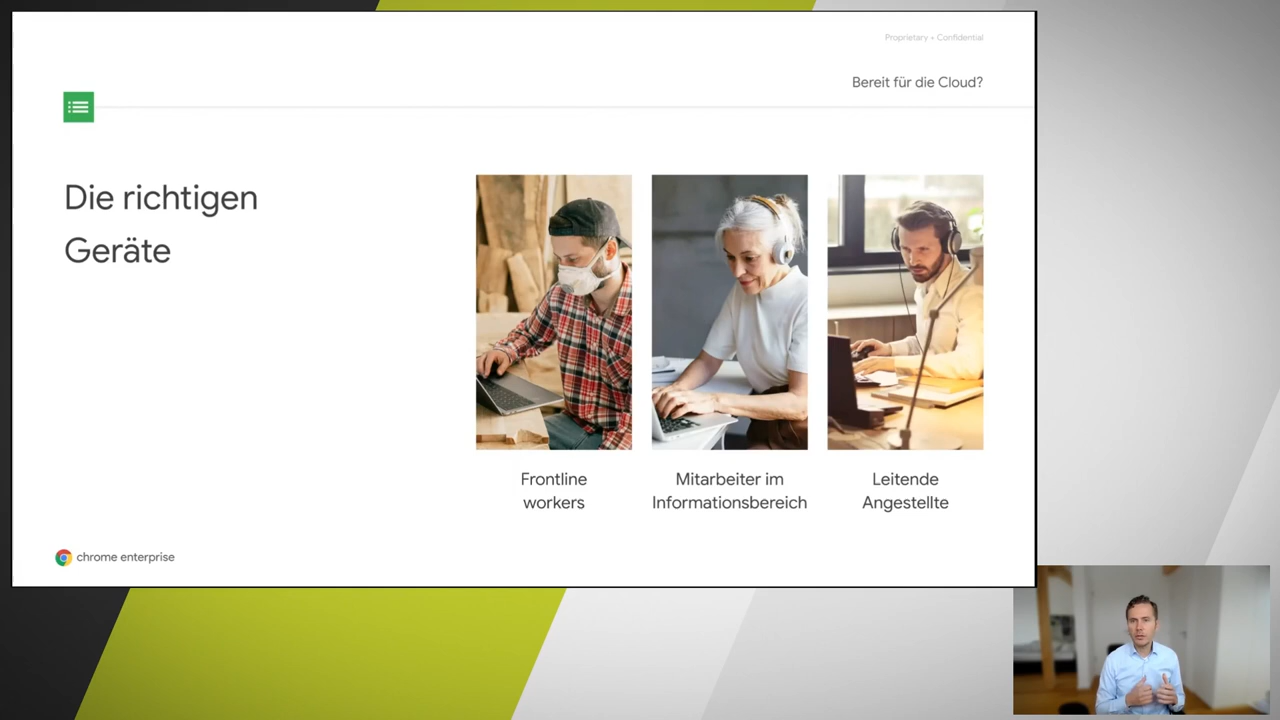 Proprietary + Confidential
Bereit für die Cloud?
Die richtigen
Geräte
Frontline
workers
Mitarbeiter im
Informationsbereich
Leitende
Angestellte
chrome enterprise